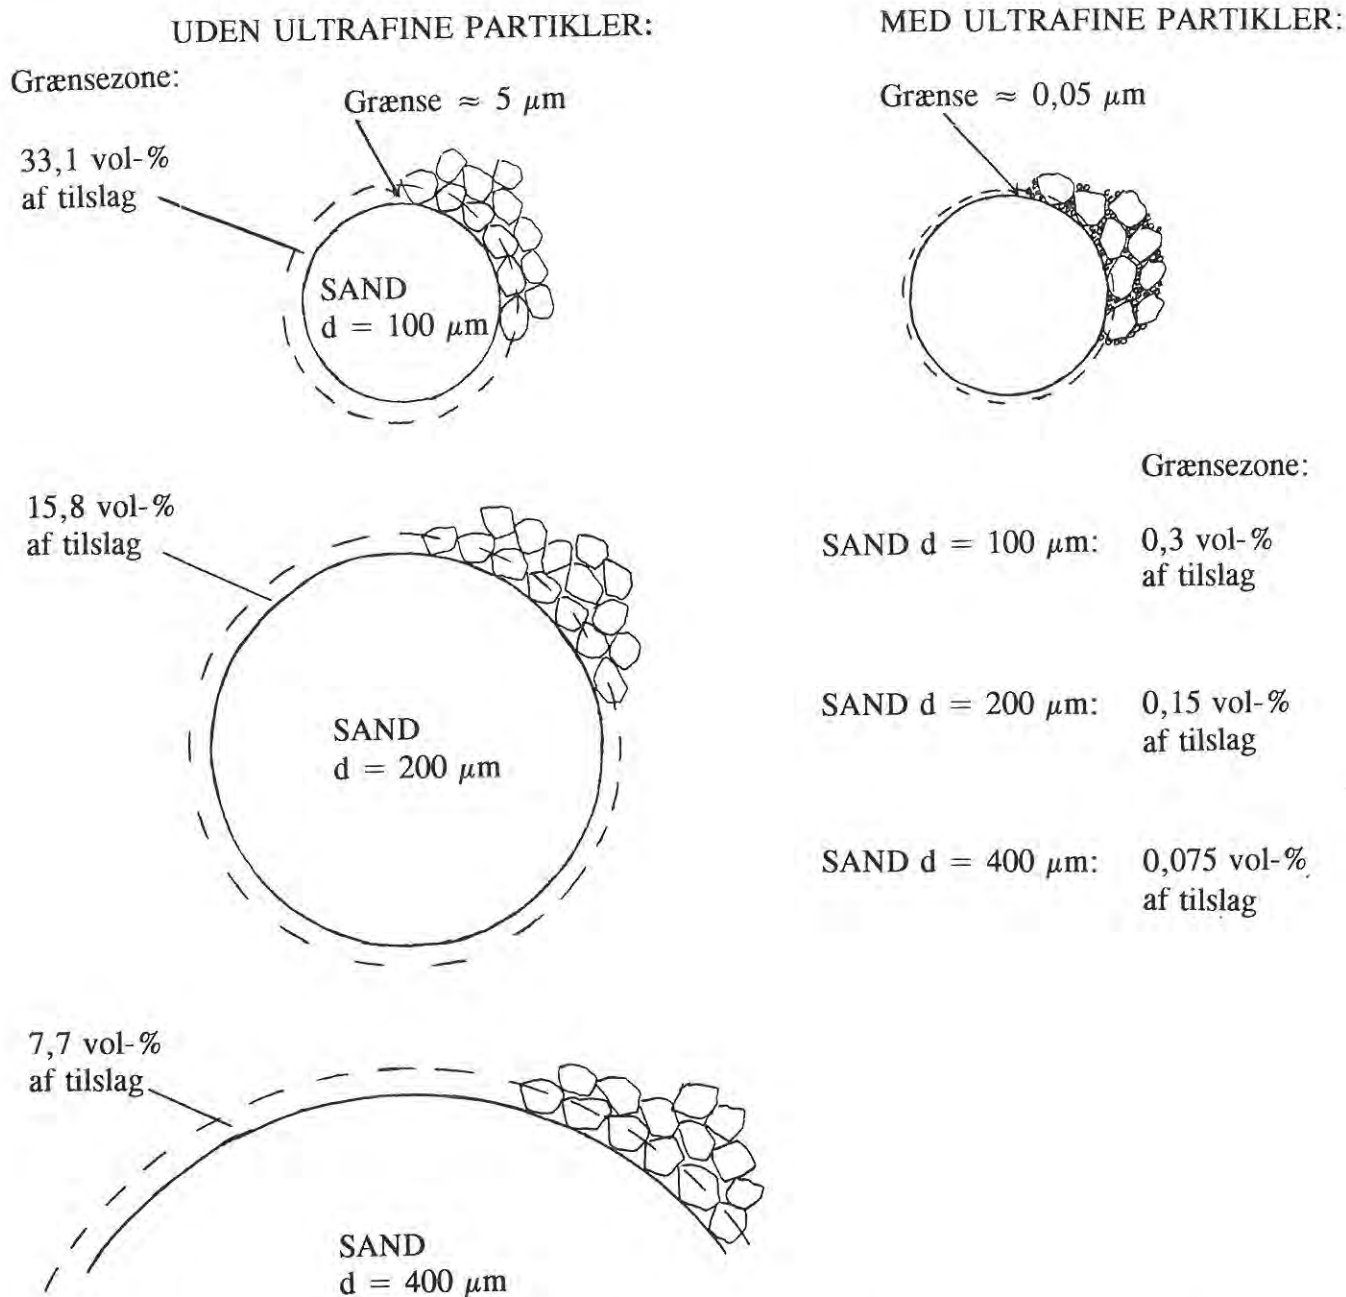 UDEN ULTRAFINE PARTIKLER:
Grænsezone:
Grænse ≈ 5 μm
33,1 vol-%
af tilslag
SAND
d = 100 μm
15,8 vol-%
af tilslag
SAND
d = 200 μm
7,7 vol-%
af tilslag
SAND
d = 400 μm
MED ULTRAFINE PARTIKLER:
Grænse ≈ 0,05 μm
Grænsezone:
SAND d = 100 μm: 0,3 vol-%
af tilslag
SAND d = 200 μm: 0,15 vol-%
af tilslag
SAND d = 400 μm: 0,075 vol-%
af tilslag